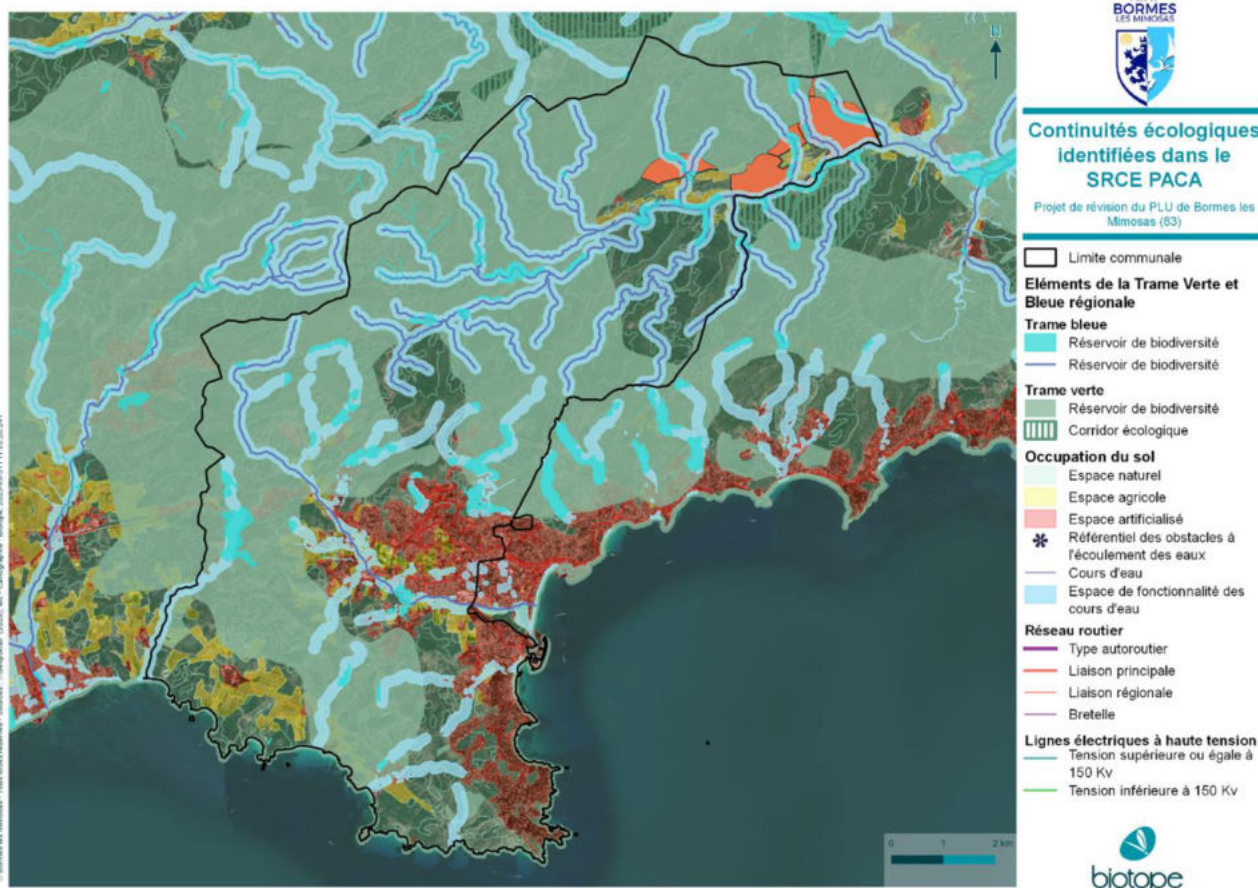 BORMES
LES MIMOSAS
Continuités écologiques
identifiées dans le
SRCE PACA
Projet de révision du PLU de Bormes les
Mimosas (83)
Limite communale
Eléments de la Trame Verte et
Bleue régionale
Trame bleue
Réservoir de biodiversité
Réservoir de biodiversité
Trame verte
Réservoir de biodiversité
Corridor écologique
Occupation du sol
Espace naturel
Espace agricole
Espace artificialisé
Référentiel des obstacles à
l'écoulement des eaux
Cours d'eau
Espace de fonctionnalité des
cours d'eau
Réseau routier
Type autoroutier
Liaison principale
Liaison régionale
Bretelle
Lignes électriques à haute tension
Tension supérieure ou égale à
150 Kv
Tension inférieure à 150 Kv
0 1 2 km
biotope